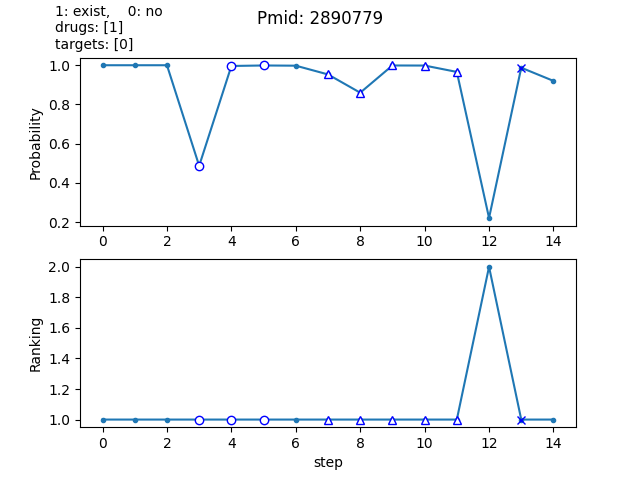 1: exist,    0: no
drugs: [1]
targets: [0]
Pmid: 2890779
Probability
1.0
0.8
0.6
0.4
0.2
0 2 4 6 8 10 12 14
Ranking
2.0
1.8
1.6
1.4
1.2
1.0
0 2 4 6 8 10 12 14
step